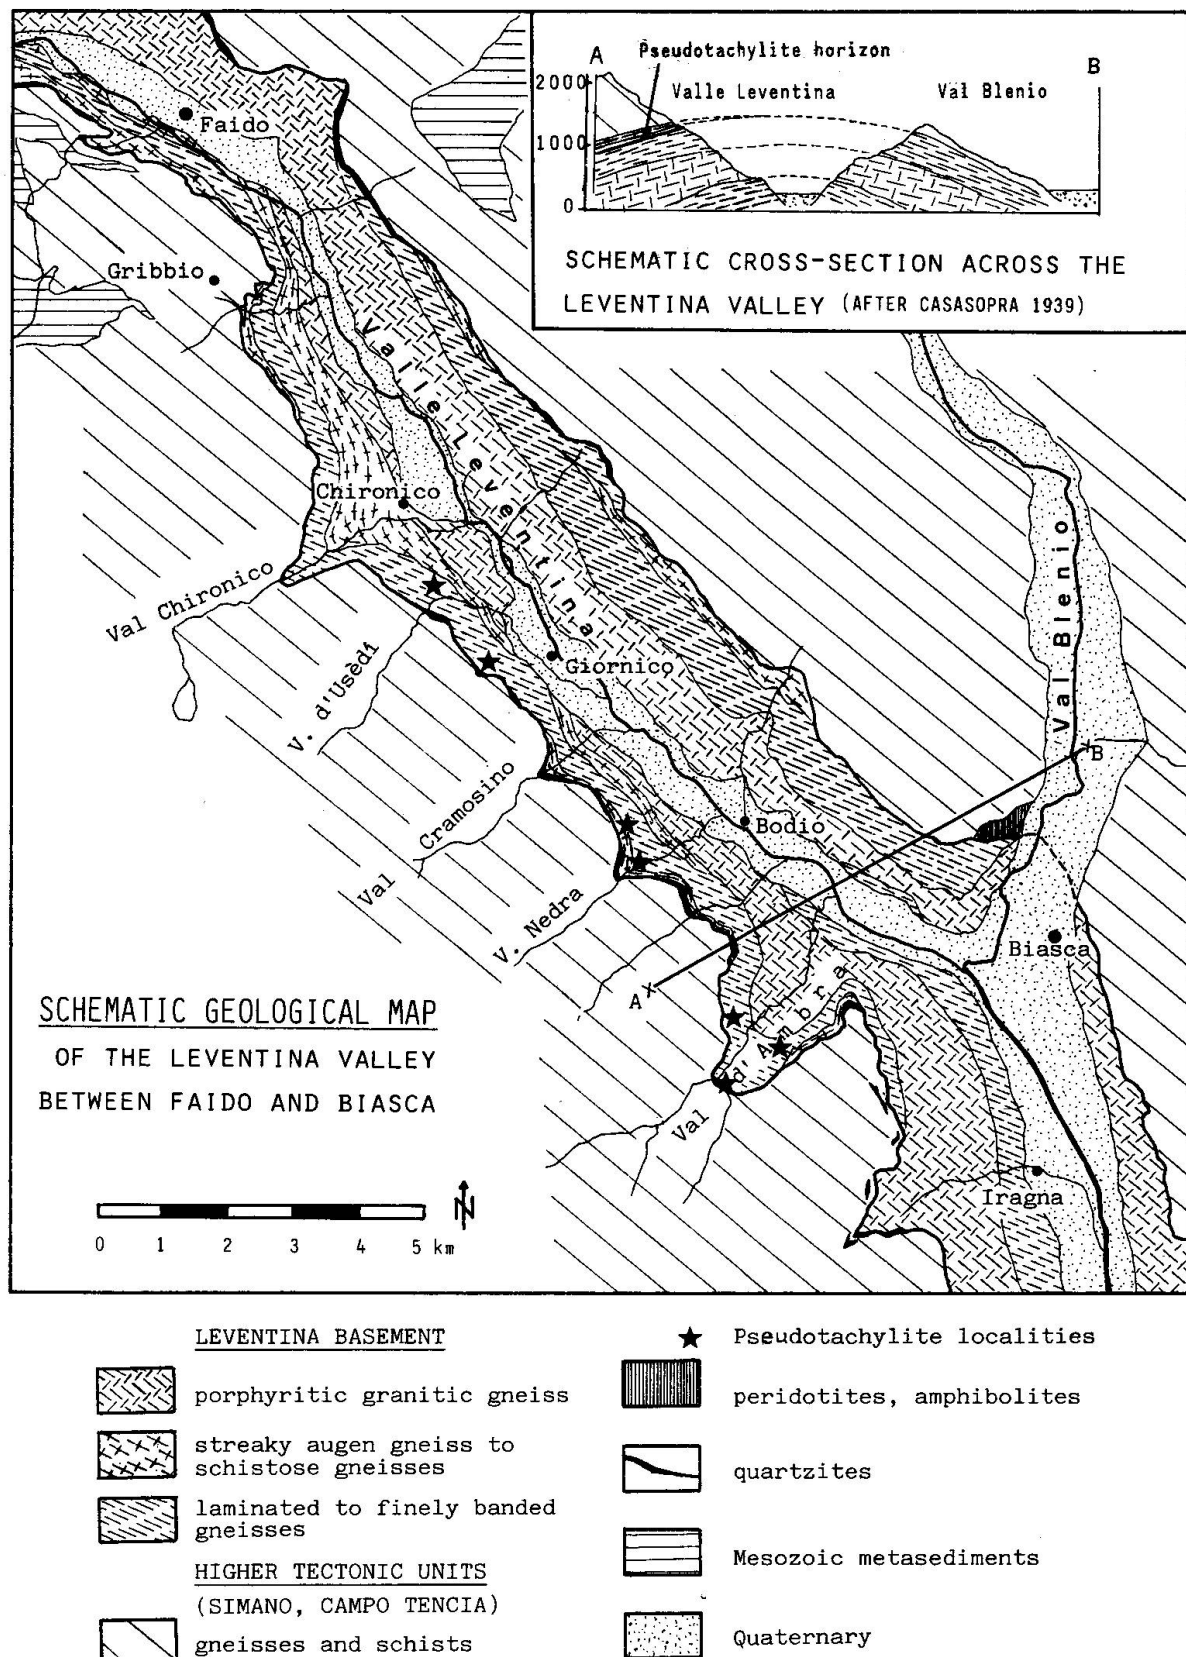 A
Pseudotachylite horizon
B
2000
Valle Leventina
Val Blenio
1000
0
SCHEMATIC CROSS-SECTION ACROSS THE
LEVENTINA VALLEY (AFTER CASASOPRA 1939)
Faido
Gribbio
Valle Leventina
Chironico
Val Chironico
V. d'Usèdi
Giornico
Val Blenio
B
Val Cramosino
Bodio
V. Nedra
Biasca
A
Val d'Ambra
Iragna
SCHEMATIC GEOLOGICAL MAP
OF THE LEVENTINA VALLEY
BETWEEN FAIDO AND BIASCA
N
0 1 2 3 4 5 km
LEVENTINA BASEMENT
porphyritic granitic gneiss
streaky augen gneiss to
schistose gneisses
laminated to finely banded
gneisses
HIGHER TECTONIC UNITS
(SIMANO, CAMPO TENCIA)
gneisses and schists
Pseudotachylite localities
peridotites, amphibolites
quartzites
Mesozoic metasediments
Quaternary